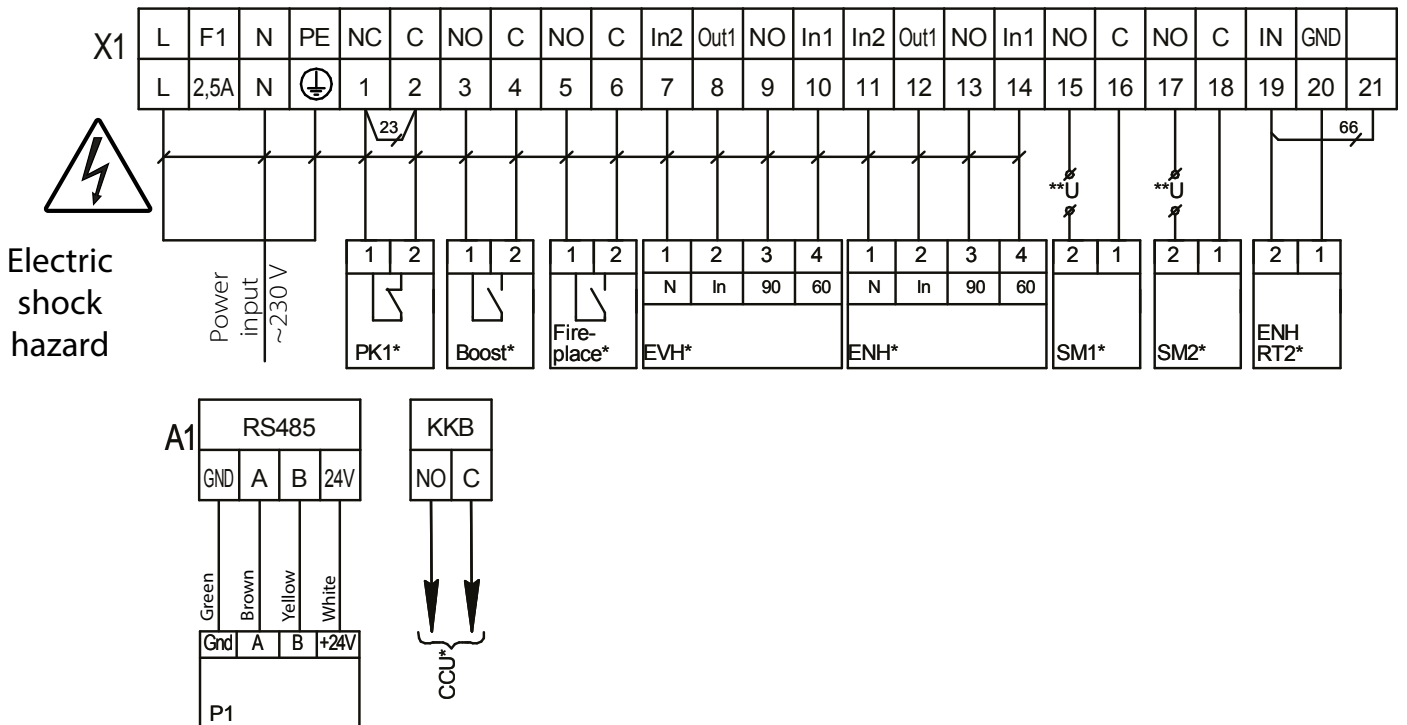 X1 L F1 N PE NC C NO C NO C In2 Out1 NO In1 In2 Out1 NO In1 NO C NO C IN GND
L 2,5A N 1 2 3 4 5 6 7 8 9 10 11 12 13 14 15 16 17 18 19 20 21
23
66
**U
**U
Electric
shock
hazard
Power
input
~230 V
1 2
PK1*
1 2
Boost*
1 2
Fire-
place*
1 2 3 4
N In 90 60
EVH*
1 2 3 4
N In 90 60
ENH*
2 1
SM1*
2 1
SM2*
2 1
ENH
RT2*
A1
RS485
GND A B 24V
Green
Brown
Yellow
White
Gnd A B +24V
P1
KKB
NO C
CCU*